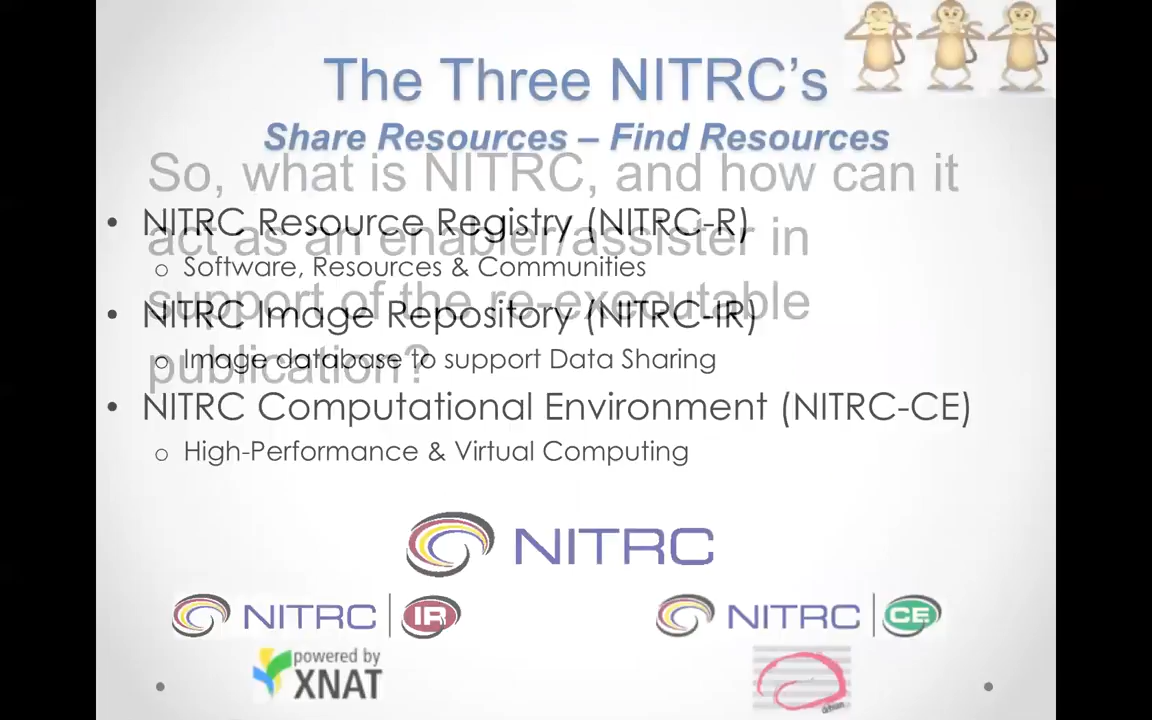 The Three NITRC's
Share Resources – Find Resources
So, what is NITRC, and how can it
act as an enabler/assister in
support of the re-executable
publication?
• NITRC Resource Registry (NITRC-R)
o Software, Resources & Communities
• NITRC Image Repository (NITRC-IR)
o Image database to support Data Sharing
• NITRC Computational Environment (NITRC-CE)
o High-Performance & Virtual Computing
NITRC
NITRC | IR
NITRC | CE
powered by
XNAT
debian